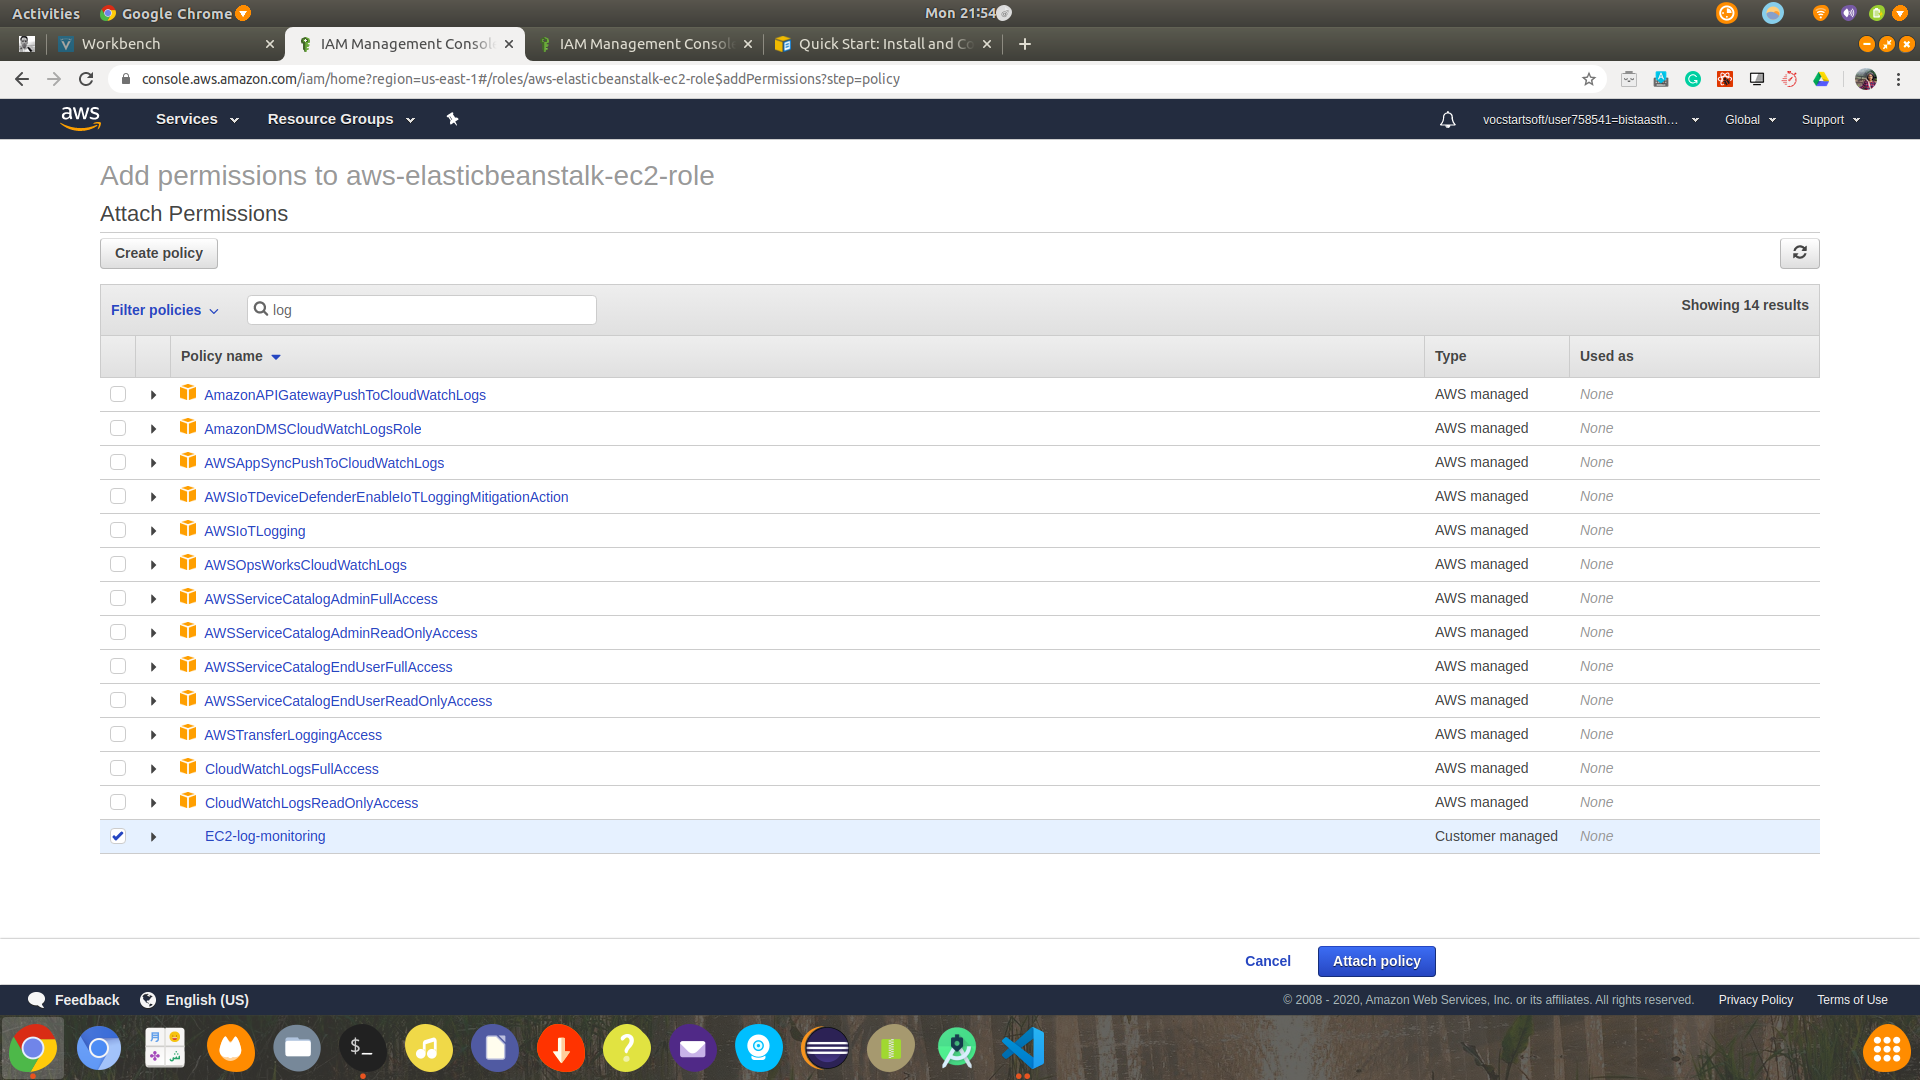 Activities Google Chrome Mon 21:54
Workbench IAM Management Consol IAM Management Consol Quick Start: Install and Co
console.aws.amazon.com/iam/home?region=us-east-1#/roles/aws-elasticbeanstalk-ec2-role$addPermissions?step=policy
aws Services Resource Groups vocstartsoft/user758541=bistaasth... Global Support
Add permissions to aws-elasticbeanstalk-ec2-role
Attach Permissions
Create policy
Filter policies log Showing 14 results
Policy name Type Used as
AmazonAPIGatewayPushToCloudWatchLogs AWS managed None
AmazonDMSCloudWatchLogsRole AWS managed None
AWSAppSyncPushToCloudWatchLogs AWS managed None
AWSIoTDeviceDefenderEnableIoTLoggingMitigationAction AWS managed None
AWSIoTLogging AWS managed None
AWSOpsWorksCloudWatchLogs AWS managed None
AWSServiceCatalogAdminFullAccess AWS managed None
AWSServiceCatalogAdminReadOnlyAccess AWS managed None
AWSServiceCatalogEndUserFullAccess AWS managed None
AWSServiceCatalogEndUserReadOnlyAccess AWS managed None
AWSTransferLoggingAccess AWS managed None
CloudWatchLogsFullAccess AWS managed None
CloudWatchLogsReadOnlyAccess AWS managed None
EC2-log-monitoring Customer managed None
Cancel Attach policy
Feedback English (US) © 2008 - 2020, Amazon Web Services, Inc. or its affiliates. All rights reserved. Privacy Policy Terms of Use